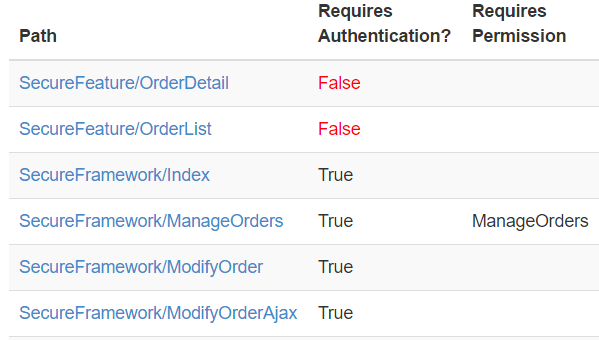 Path Requires Authentication? Requires Permission
SecureFeature/OrderDetail False
SecureFeature/OrderList False
SecureFramework/Index True
SecureFramework/ManageOrders True ManageOrders
SecureFramework/ModifyOrder True
SecureFramework/ModifyOrderAjax True